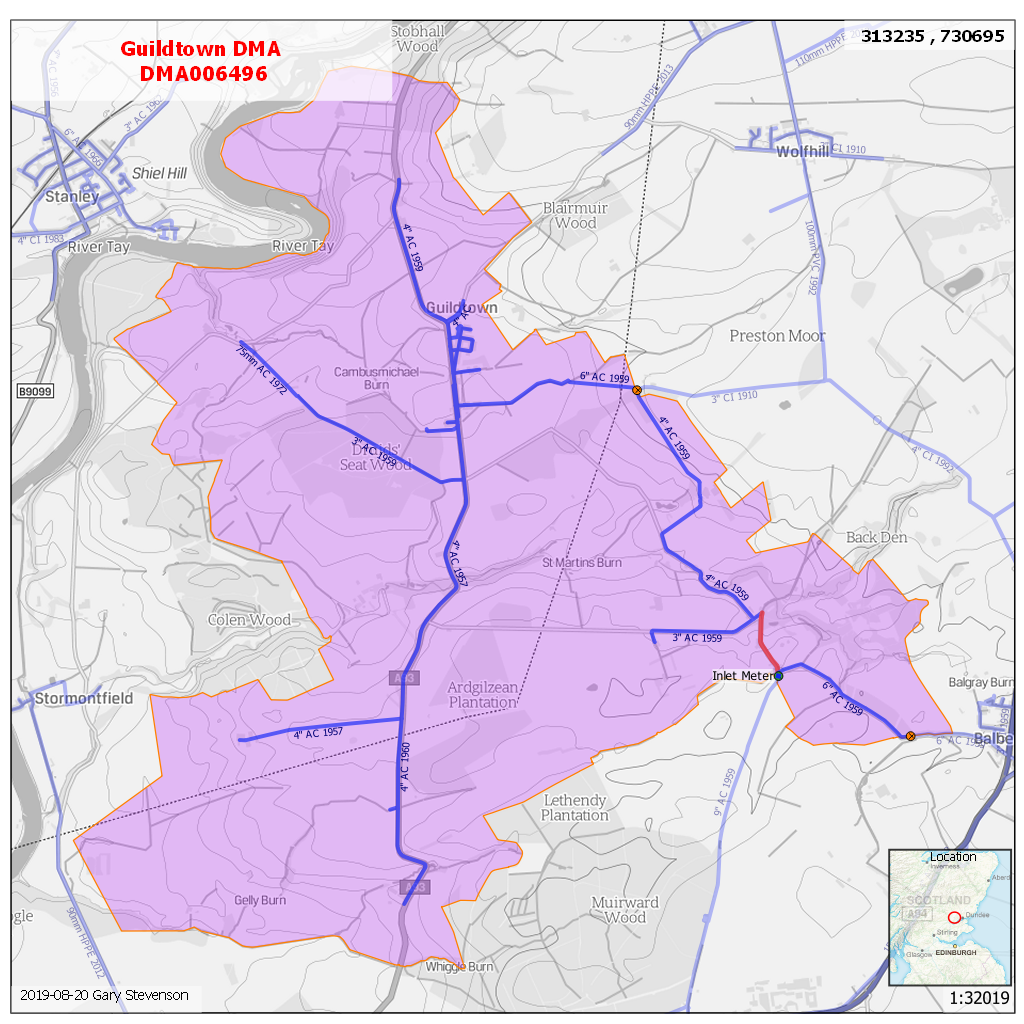 Guildtown DMA
DMA006496
313235 , 730695
Stobhall
Wood
110mm HPPE
90mm HPPE 2013
3" AC
6" AC 1965
Shiel Hill
Stanley
4" CI 1983
River Tay
River Tay
Wolfhill
CI 1910
100mm PVC 1992
Blairmuir
Wood
4" AC 1959
Guildtown
4" A
Preston Moor
3" CI 1910
B9099
75mm AC 1972
Cambusmichael
Burn
6" AC 1959
3" AC 1959
Druids'
Seat Wood
4" AC 1959
4" CI 1992
Back Den
4" AC 1957
St Martins Burn
4" AC 1959
Colen Wood
3" AC 1959
Inlet Meter
Stormontfield
A93
Ardgilzean
Plantation
6" AC 1959
Balgray Burn
1959
Balbe
6" AC
4" AC 1957
4" AC 1960
9" AC 1959
Lethendy
Plantation
A93
Gelly Burn
Muirward
Wood
ogle
90mm HPPE 2012
Whiggle Burn
Location
Inverness
Aberd
SCOTLAND
A94
Dundee
Stirling
Glasgow
EDINBURGH
2019-08-20 Gary Stevenson
1:32019